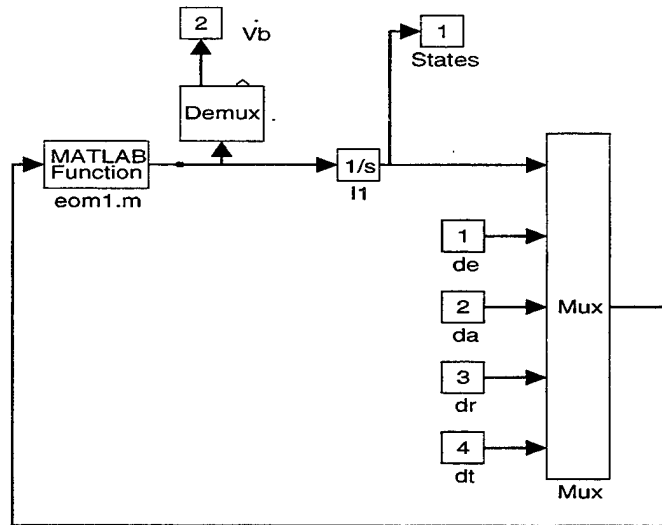 2
V̇b
1
States
Demux
MATLAB
Function
eom1.m
1/s
I1
1
de
2
da
Mux
3
dr
4
dt
Mux